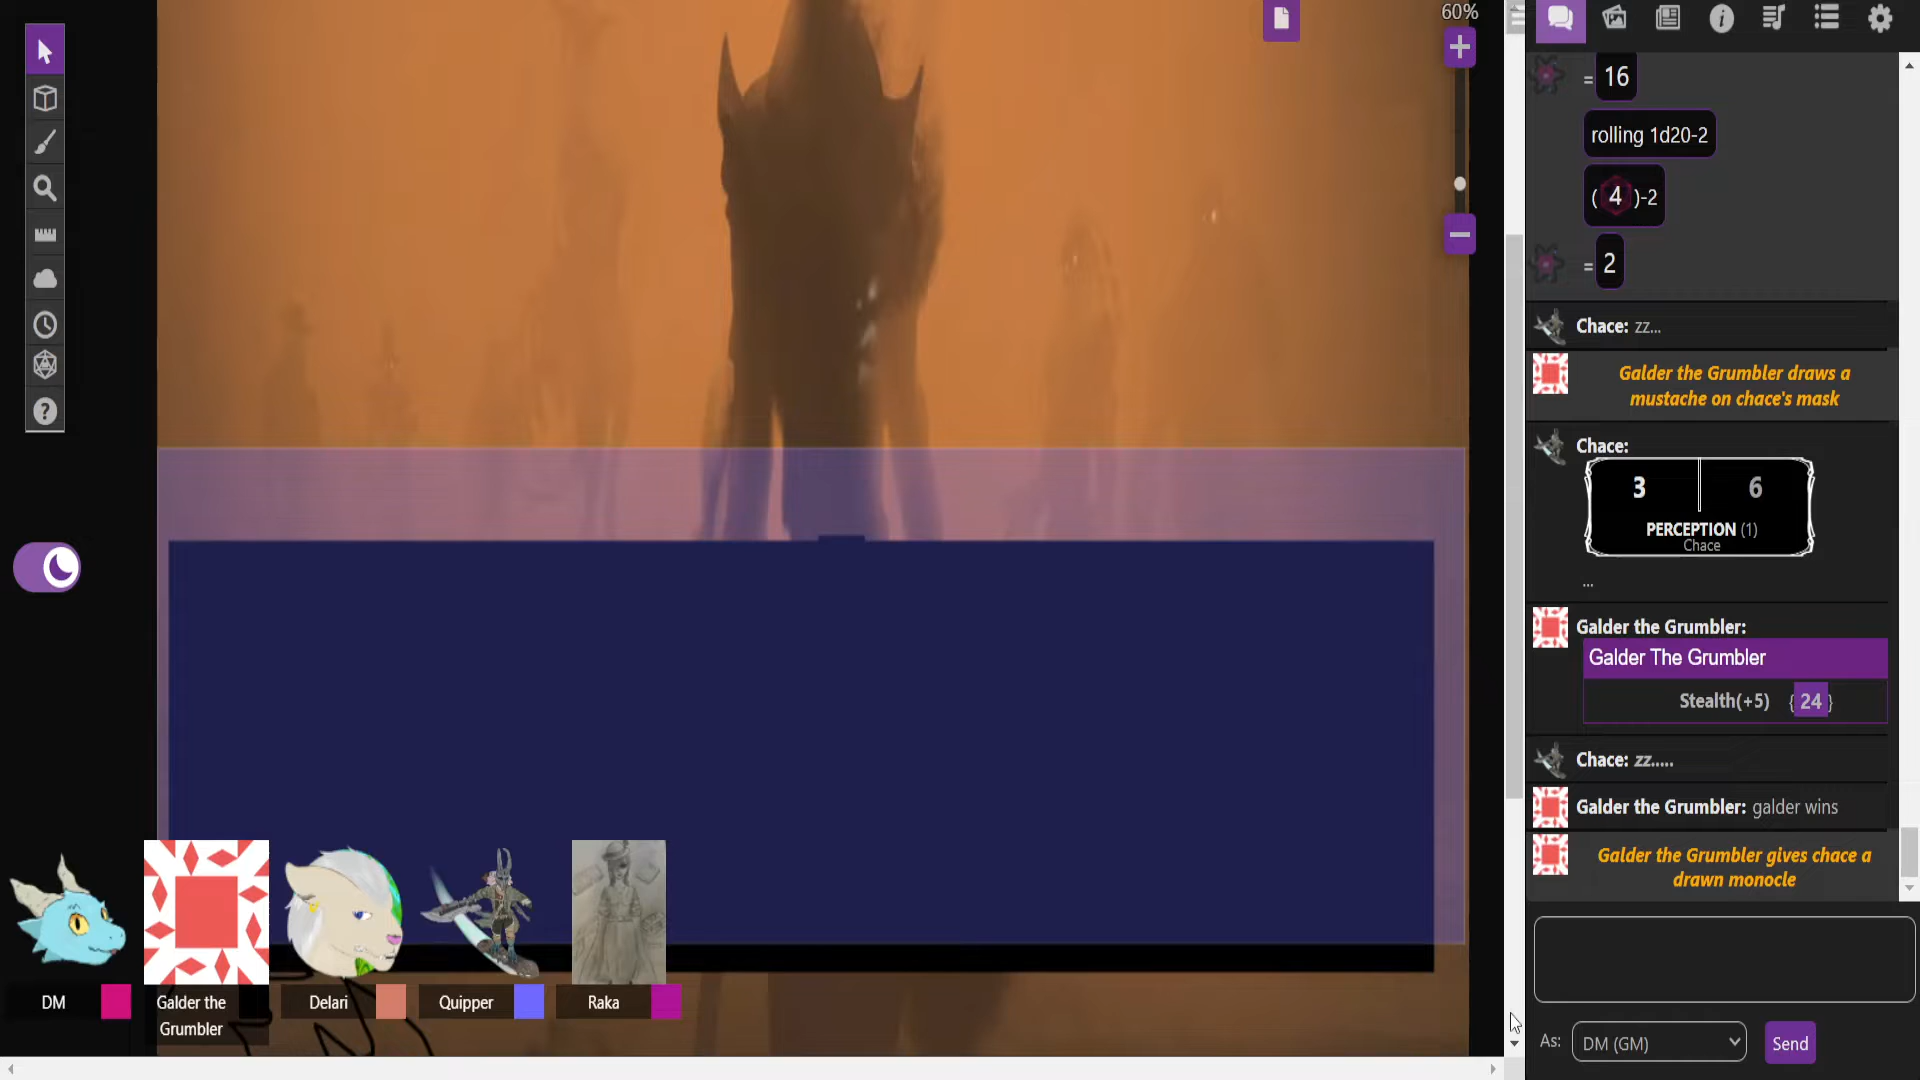 60%
= 16
rolling 1d20-2
(4)-2
= 2
Chace: zz...
Galder the Grumbler draws a
mustache on chace's mask
Chace:
3 6
PERCEPTION (1)
Chace
...
Galder the Grumbler:
Galder The Grumbler
Stealth(+5) {24}
Chace: zz.....
Galder the Grumbler: galder wins
Galder the Grumbler gives chace a
drawn monocle
DM
Galder the
Grumbler
Delari
Quipper
Raka
As: DM (GM) Send